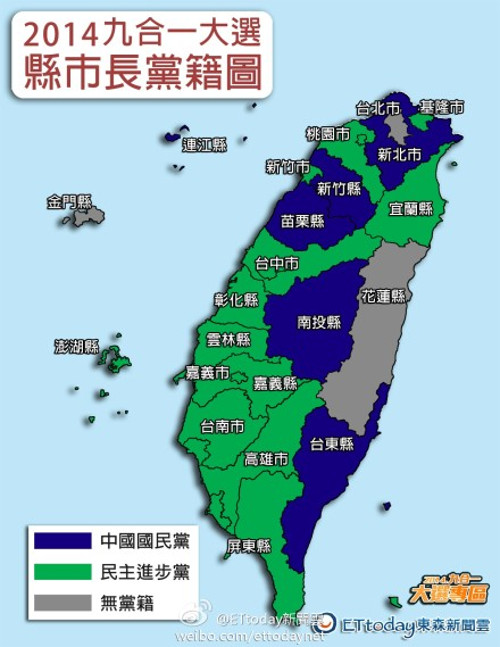 2014九合一大選
縣市長黨籍圖
台北市
基隆市
連江縣
桃園市
新北市
新竹市
新竹縣
金門縣
宜蘭縣
苗栗縣
台中市
彰化縣
花蓮縣
南投縣
雲林縣
澎湖縣
嘉義市
嘉義縣
台南市
台東縣
高雄市
屏東縣
中國國民黨
民主進步黨
無黨籍
2014九合一
大選專區
@ETtoday新聞雲
ETtoday東森新聞雲
weibo.com/ettodaynet